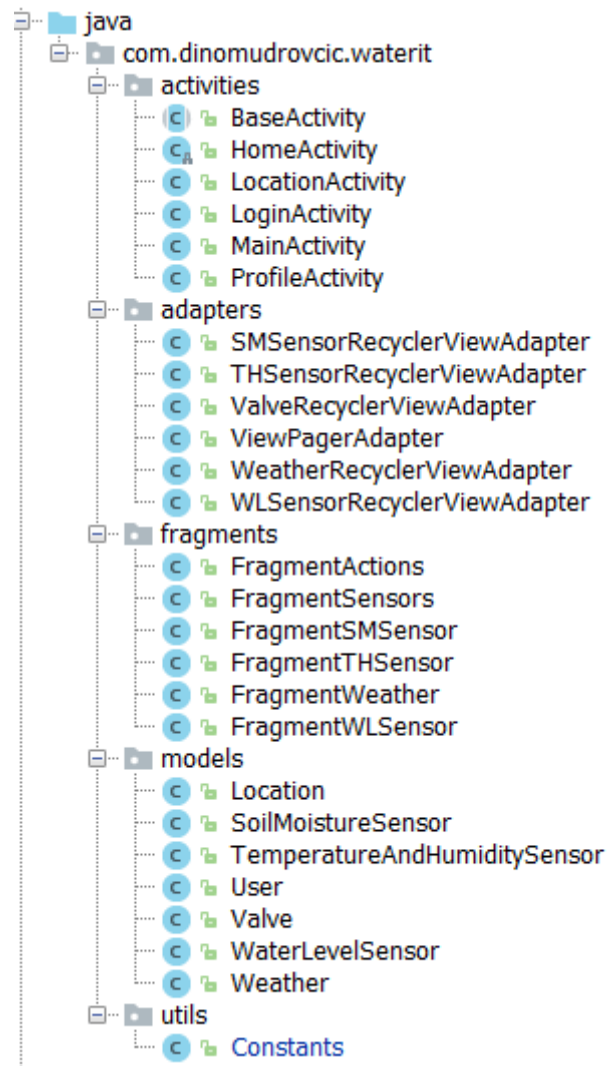 java
com.dinomudrovcic.waterit
activities
BaseActivity
HomeActivity
LocationActivity
LoginActivity
MainActivity
ProfileActivity
adapters
SMSensorRecyclerViewAdapter
THSensorRecyclerViewAdapter
ValveRecyclerViewAdapter
ViewPagerAdapter
WeatherRecyclerViewAdapter
WLSensorRecyclerViewAdapter
fragments
FragmentActions
FragmentSensors
FragmentSMSensor
FragmentTHSensor
FragmentWeather
FragmentWLSensor
models
Location
SoilMoistureSensor
TemperatureAndHumiditySensor
User
Valve
WaterLevelSensor
Weather
utils
Constants